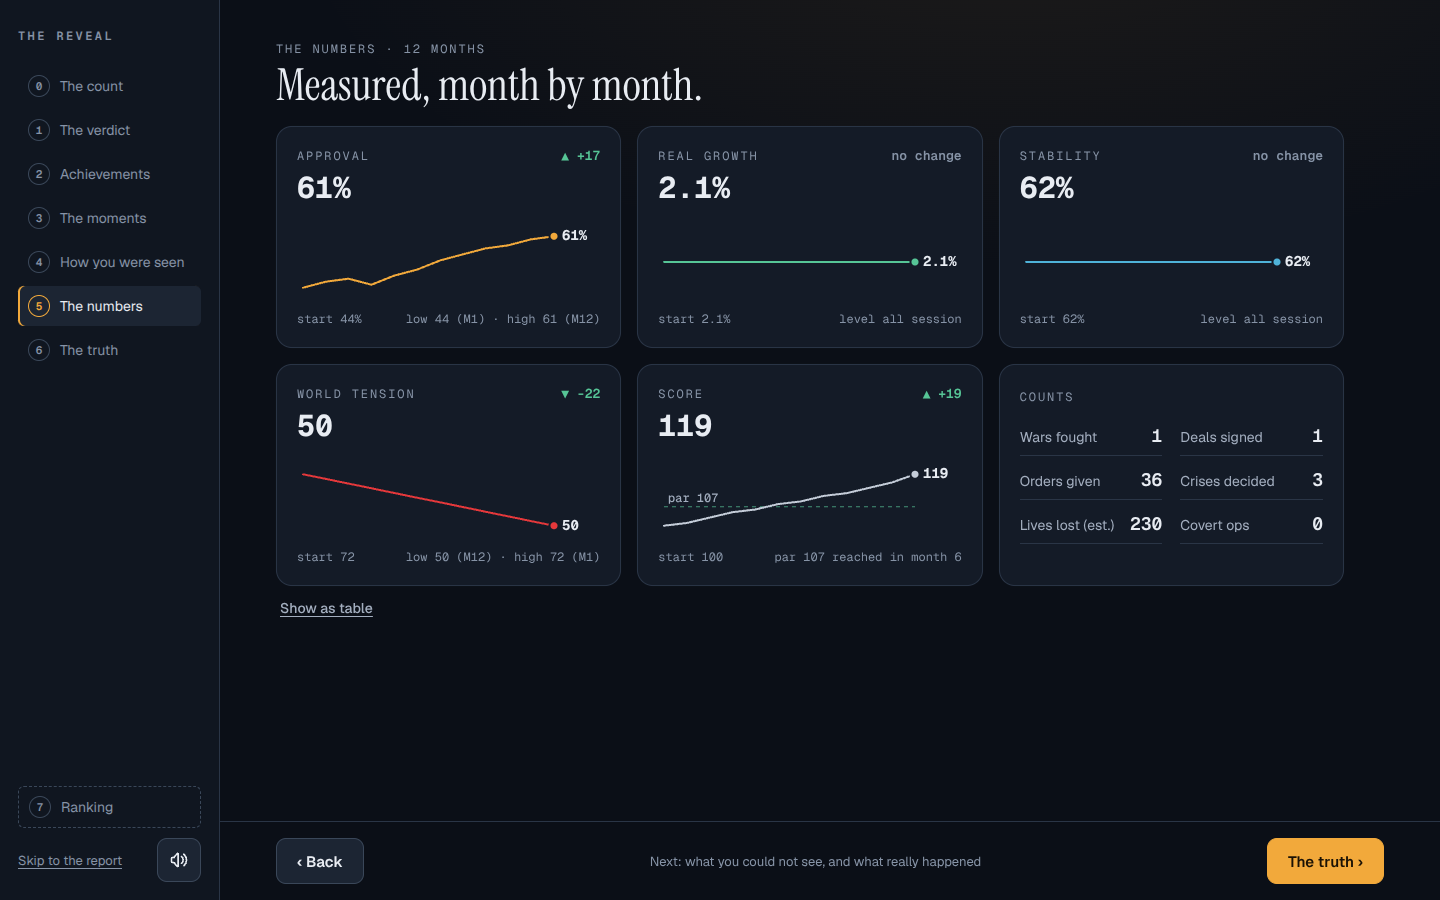 THE REVEAL
0 The count
1 The verdict
2 Achievements
3 The moments
4 How you were seen
5 The numbers
6 The truth
7 Ranking
Skip to the report
THE NUMBERS · 12 MONTHS
Measured, month by month.
APPROVAL ▲ +17
61%
61%
start 44% low 44 (M1) · high 61 (M12)
REAL GROWTH no change
2.1%
2.1%
start 2.1% level all session
STABILITY no change
62%
62%
start 62% level all session
WORLD TENSION ▼ -22
50
50
start 72 low 50 (M12) · high 72 (M1)
SCORE ▲ +19
119
119
par 107
start 100 par 107 reached in month 6
COUNTS
Wars fought 1 Deals signed 1
Orders given 36 Crises decided 3
Lives lost (est.) 230 Covert ops 0
Show as table
‹ Back
Next: what you could not see, and what really happened
The truth ›